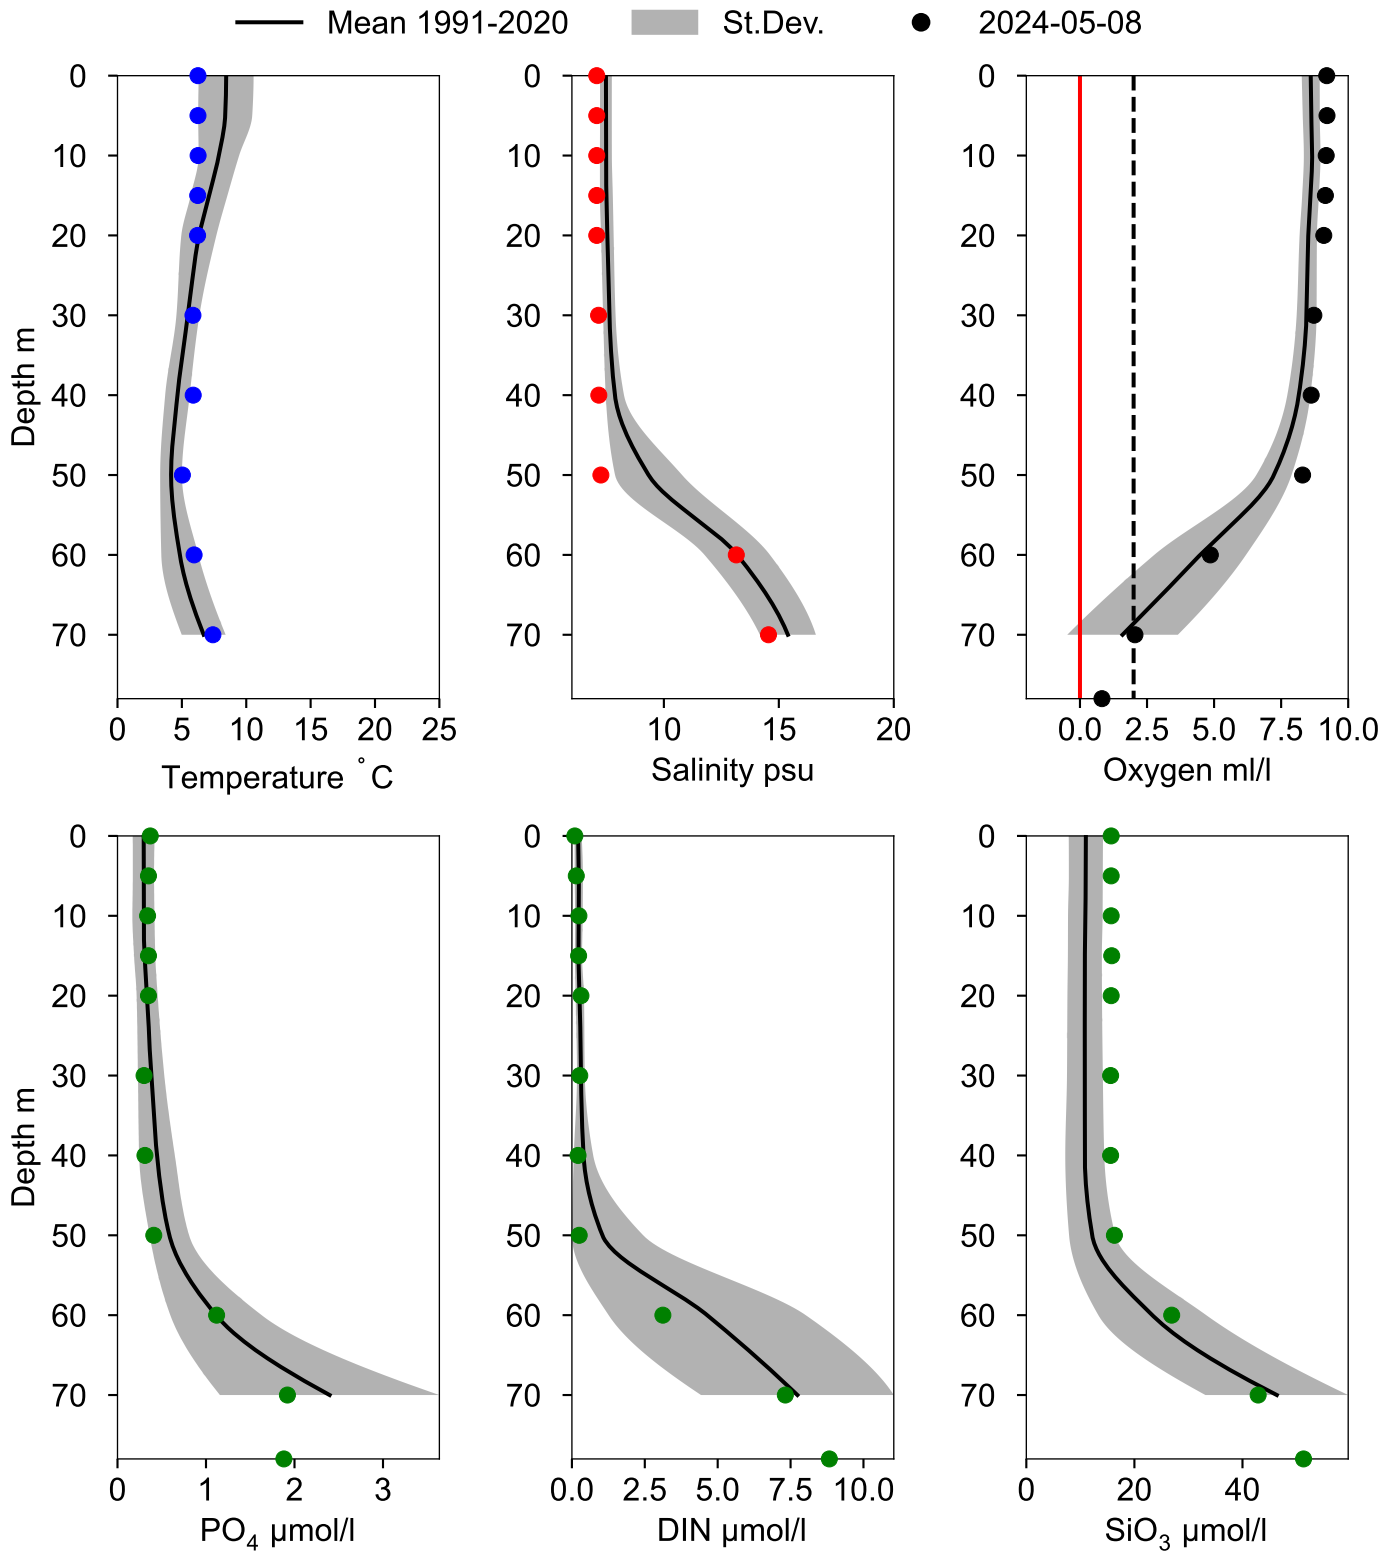 Mean 1991-2020 St.Dev. 2024-05-08
0 0 0
10 10 10
20 20 20
30 30 30
40 40 40
50 50 50
60 60 60
70 70 70
Depth m
0 5 10 15 20 25 10 15 20 0.0 2.5 5.0 7.5 10.0
Temperature °C Salinity psu Oxygen ml/l
0 0 0
10 10 10
20 20 20
30 30 30
40 40 40
50 50 50
60 60 60
70 70 70
Depth m
0 1 2 3 0.0 2.5 5.0 7.5 10.0 0 20 40
PO₄ µmol/l DIN µmol/l SiO₃ µmol/l